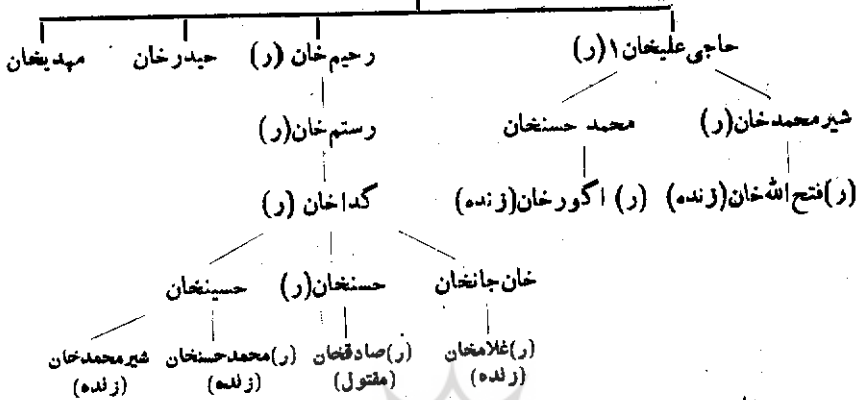 حاجی علیخان۱(ر) رحیم خان (ر) حیدرخان مهدیخان
شیرمحمدخان(ر) محمد حسنخان رستم خان(ر)
(ر)فتح الله خان(زنده) (ر) اگورخان(زنده) گداخان (ر)
خان جانخان حسنخان(ر) حسینخان
(ر)غلامخان (ر)صادقخان (ر)محمدحسنخان شیرمحمدخان
(زنده) (مقتول) (زنده) (زنده)